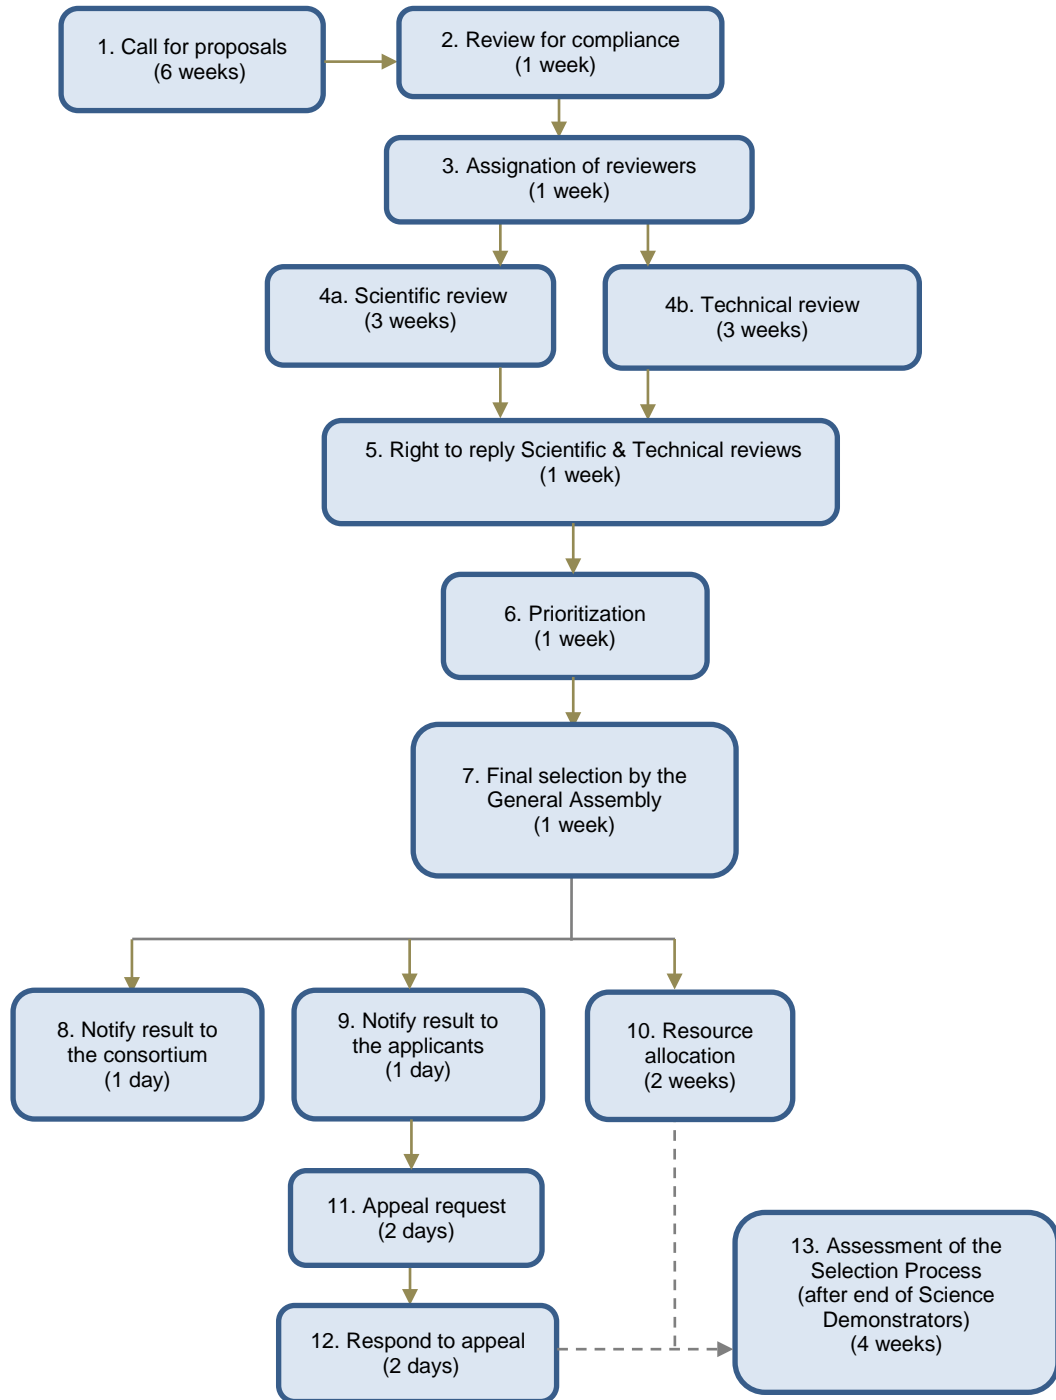 1. Call for proposals
(6 weeks)
2. Review for compliance
(1 week)
3. Assignation of reviewers
(1 week)
4a. Scientific review
(3 weeks)
4b. Technical review
(3 weeks)
5. Right to reply Scientific & Technical reviews
(1 week)
6. Prioritization
(1 week)
7. Final selection by the
General Assembly
(1 week)
8. Notify result to
the consortium
(1 day)
9. Notify result to
the applicants
(1 day)
10. Resource
allocation
(2 weeks)
11. Appeal request
(2 days)
12. Respond to appeal
(2 days)
13. Assessment of the
Selection Process
(after end of Science
Demonstrators)
(4 weeks)